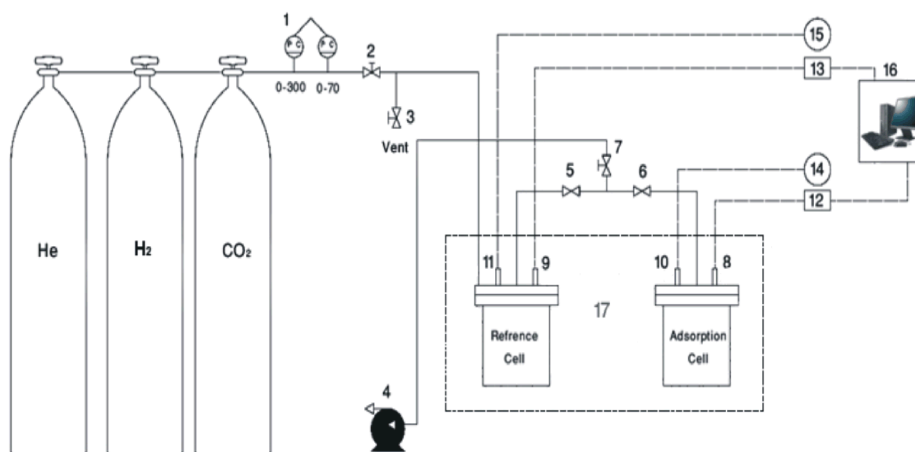 1
P C
P C
2
0-300
0-70
3
Vent
15
13
16
7
5
6
14
12
He
H₂
CO₂
11
9
10
8
17
Refrence
Cell
Adsorption
Cell
4